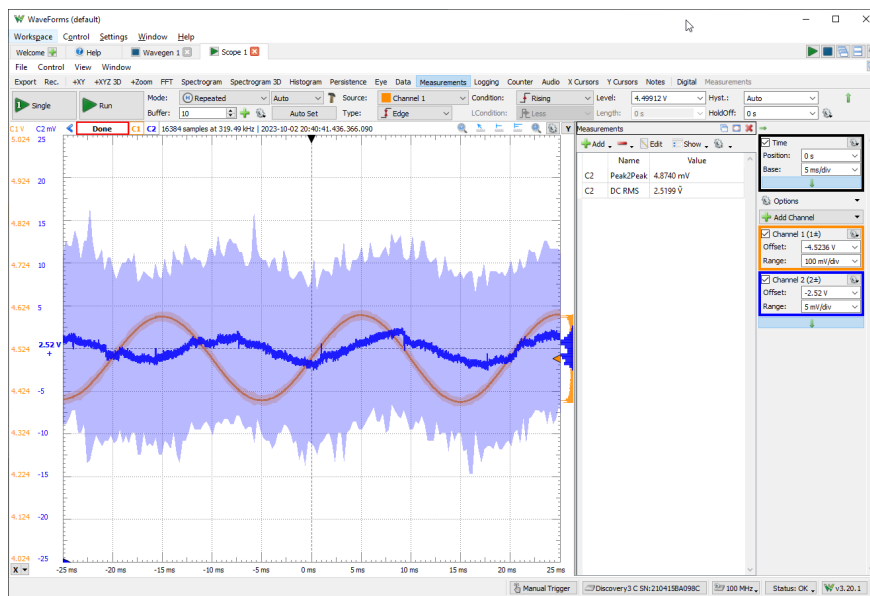 WaveForms (default)
Workspace Control Settings Window Help
Welcome Help Wavegen 1 Scope 1
File Control View Window
Export Rec. +XY +XYZ 3D +Zoom FFT Spectrogram Spectrogram 3D Histogram Persistence Eye Data Measurements Logging Counter Audio X Cursors Y Cursors Notes Digital Measurements
Single Run Mode: Repeated Auto Source: Channel 1 Condition: Rising Level: 4.49912 V Hyst.: Auto
Buffer: 10 Auto Set Type: Edge LCondition: Less Length: 0 s HoldOff: 0 s
C1 V C2 mV Done C1 C2 16384 samples at 319.49 kHz | 2023-10-02 20:40:41.436.366.090 Y
5.024 25
4.924 20
4.824 15
4.724 10
4.624 5
4.524 2.52 V
4.424 -5
4.324 -10
4.224 -15
4.124 -20
4.024 -25
X -25 ms -20 ms -15 ms -10 ms -5 ms 0 ms 5 ms 10 ms 15 ms 20 ms 25 ms
Measurements
Add Edit Show
Name Value
C2 Peak2Peak 4.8740 mV
C2 DC RMS 2.5199 V
Time
Position: 0 s
Base: 5 ms/div
Options
Add Channel
Channel 1 (1±)
Offset: -4.5236 V
Range: 100 mV/div
Channel 2 (2±)
Offset: -2.52 V
Range: 5 mV/div
Manual Trigger Discovery3 C SN:210415BA098C 100 MHz Status: OK v3.20.1